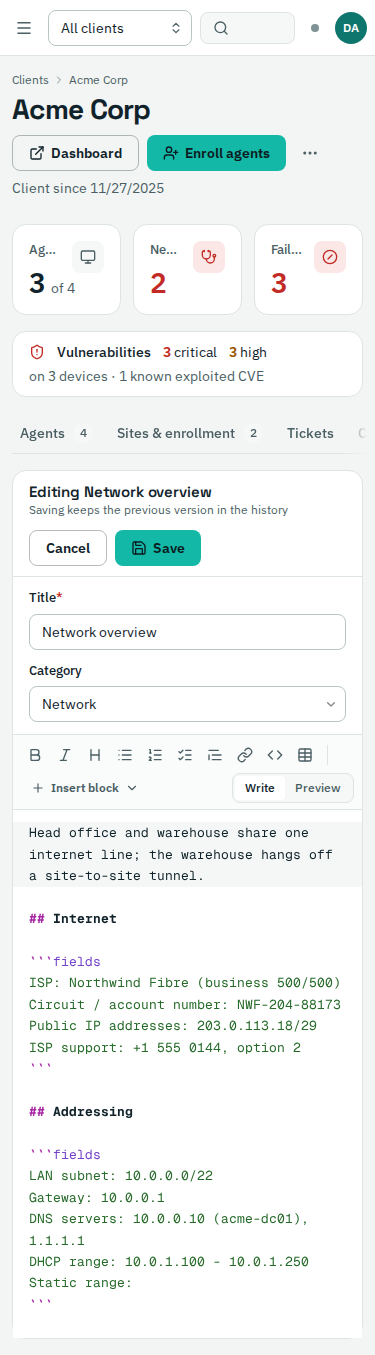 All clients
DA
Clients > Acme Corp
Acme Corp
Dashboard
Enroll agents
Client since 11/27/2025
Ag...
3 of 4
Ne...
2
Fail...
3
Vulnerabilities 3 critical 3 high
on 3 devices · 1 known exploited CVE
Agents 4 Sites & enrollment 2 Tickets
Editing Network overview
Saving keeps the previous version in the history
Cancel
Save
Title*
Network overview
Category
Network
Insert block
Write Preview
Head office and warehouse share one
internet line; the warehouse hangs off
a site-to-site tunnel.
## Internet
```fields
ISP: Northwind Fibre (business 500/500)
Circuit / account number: NWF-204-88173
Public IP addresses: 203.0.113.18/29
ISP support: +1 555 0144, option 2
```
## Addressing
```fields
LAN subnet: 10.0.0.0/22
Gateway: 10.0.0.1
DNS servers: 10.0.0.10 (acme-dc01),
1.1.1.1
DHCP range: 10.0.1.100 - 10.0.1.250
Static range:
```